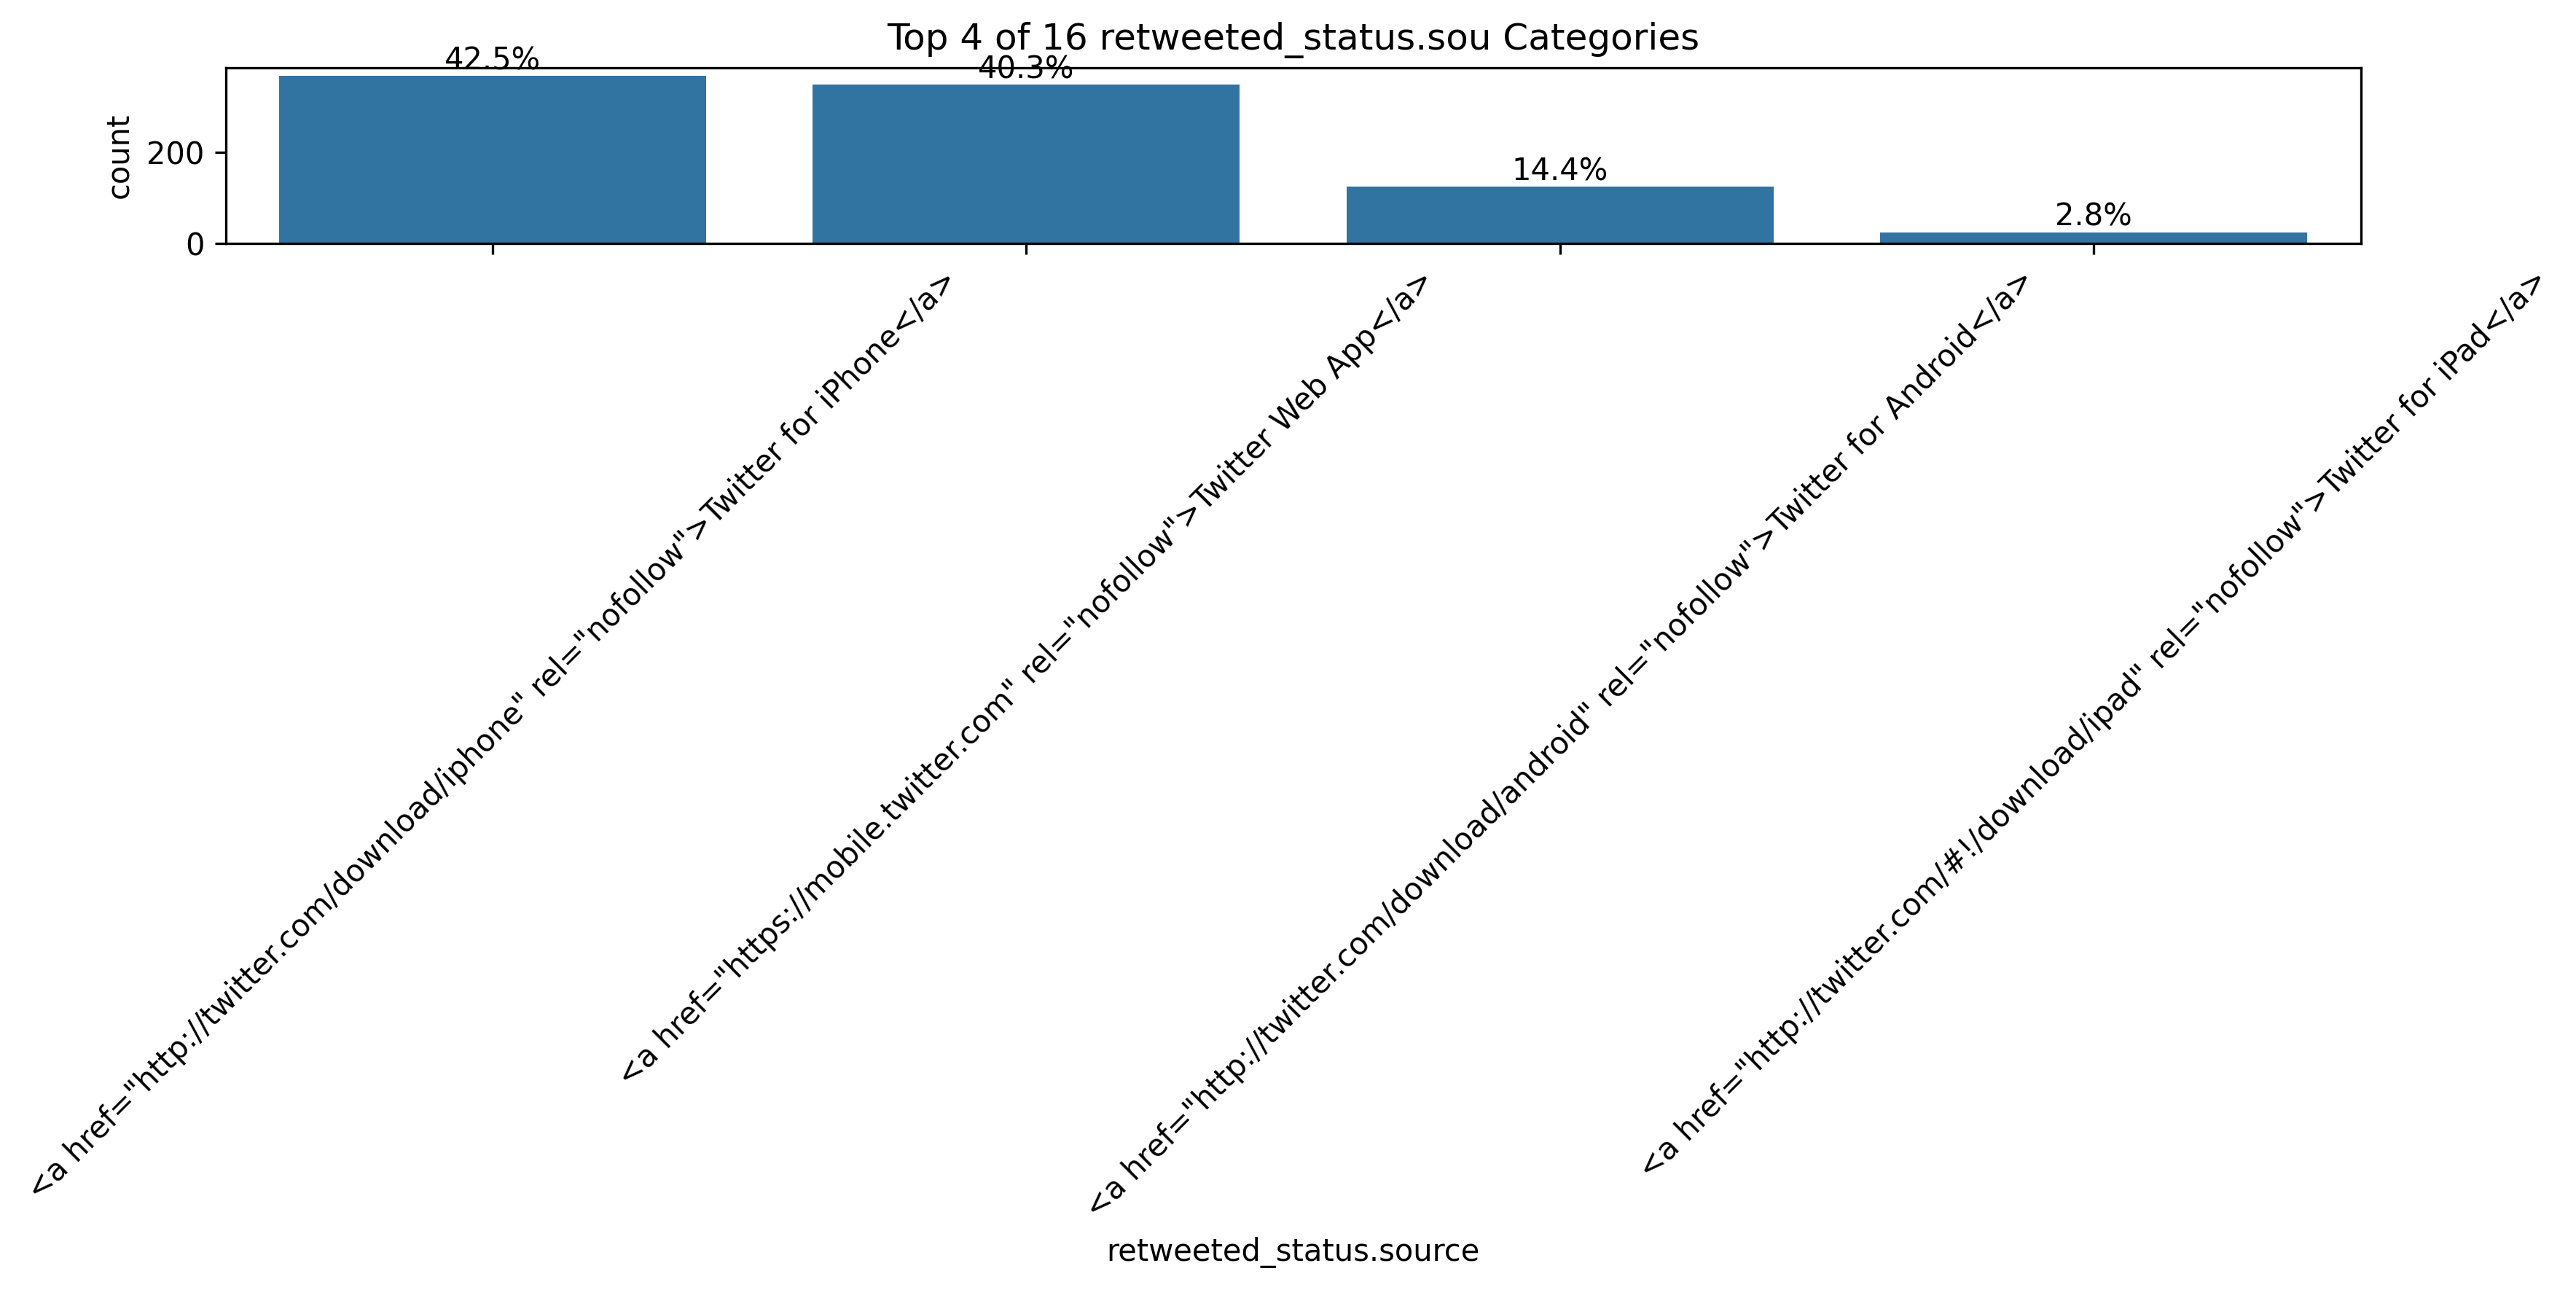 Top 4 of 16 retweeted_status.sou Categories
42.5%
40.3%
14.4%
2.8%
count
200
0
<a href="http://twitter.com/download/iphone" rel="nofollow">Twitter for iPhone</a>
<a href="https://mobile.twitter.com" rel="nofollow">Twitter Web App</a>
<a href="http://twitter.com/download/android" rel="nofollow">Twitter for Android</a>
<a href="http://twitter.com/#!/download/ipad" rel="nofollow">Twitter for iPad</a>
retweeted_status.source